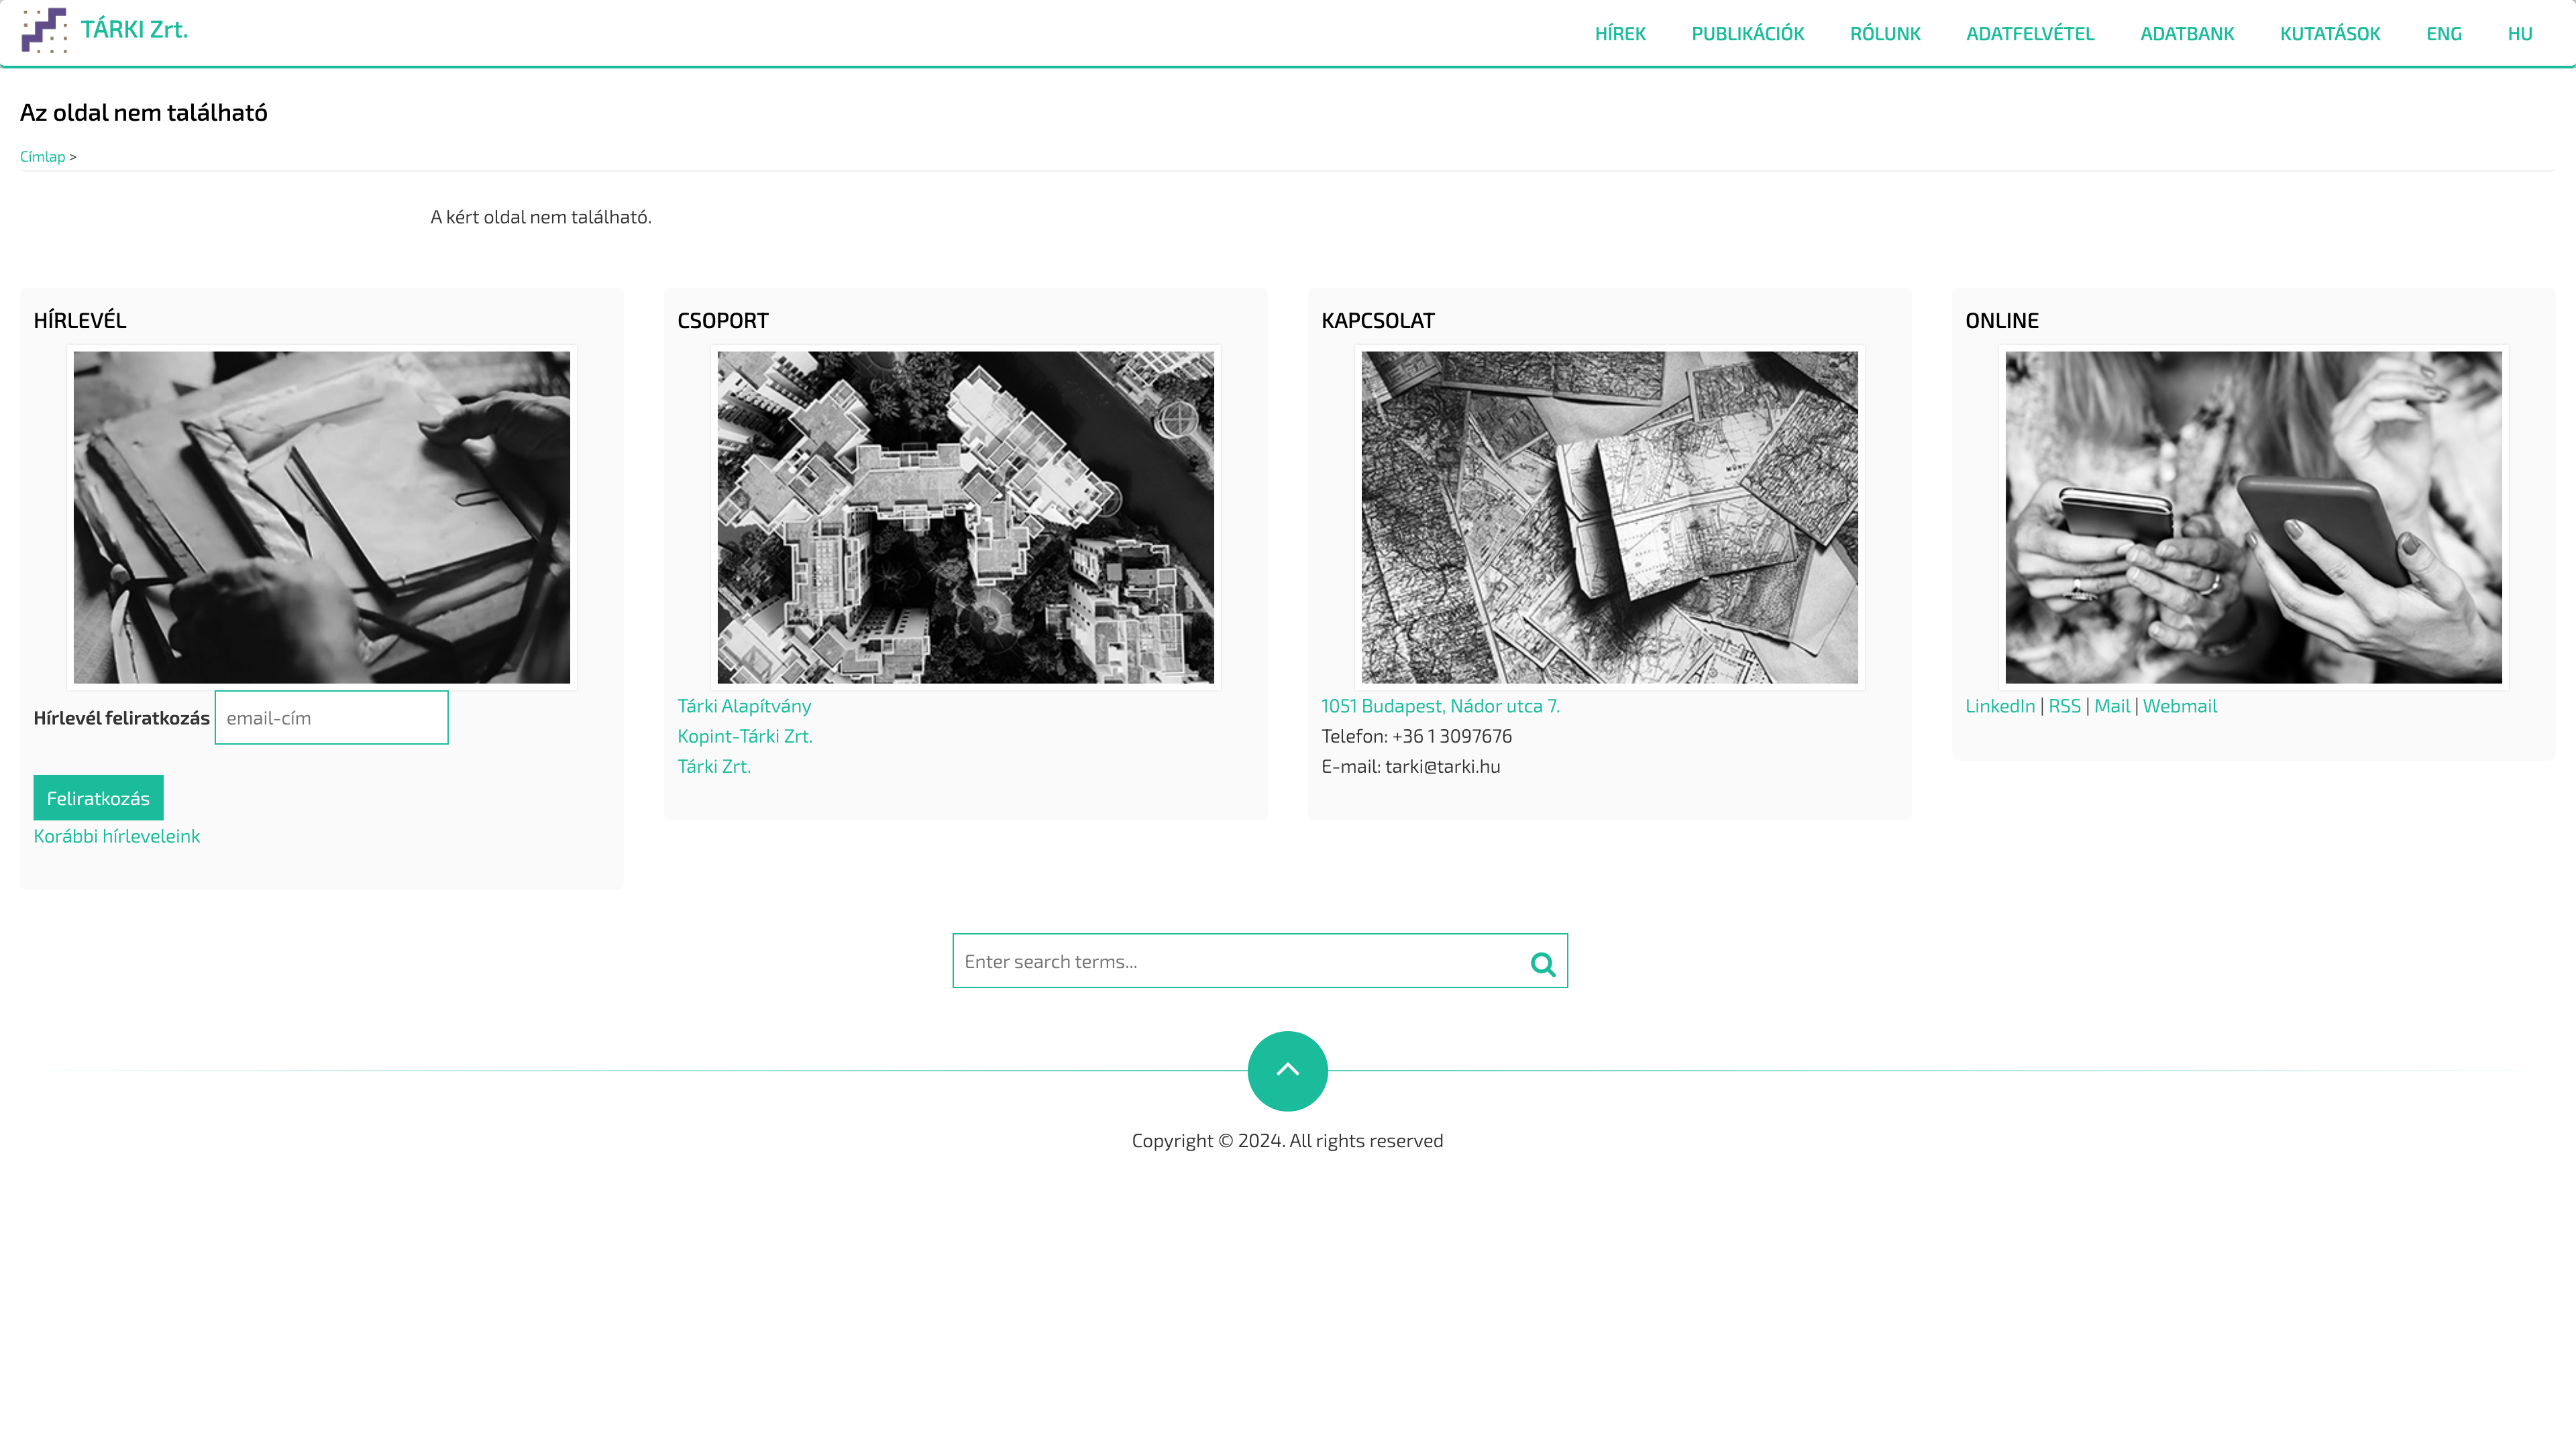 TÁRKI Zrt.
HÍREK PUBLIKÁCIÓK RÓLUNK ADATFELVÉTEL ADATBANK KUTATÁSOK ENG HU
Az oldal nem található
Címlap >
A kért oldal nem található.
HÍRLEVÉL
Hírlevél feliratkozás email-cím
Feliratkozás
Korábbi hírleveleink
CSOPORT
Tárki Alapítvány
Kopint-Tárki Zrt.
Tárki Zrt.
KAPCSOLAT
1051 Budapest, Nádor utca 7.
Telefon: +36 1 3097676
E-mail: tarki@tarki.hu
ONLINE
LinkedIn | RSS | Mail | Webmail
Enter search terms...
Copyright © 2024. All rights reserved